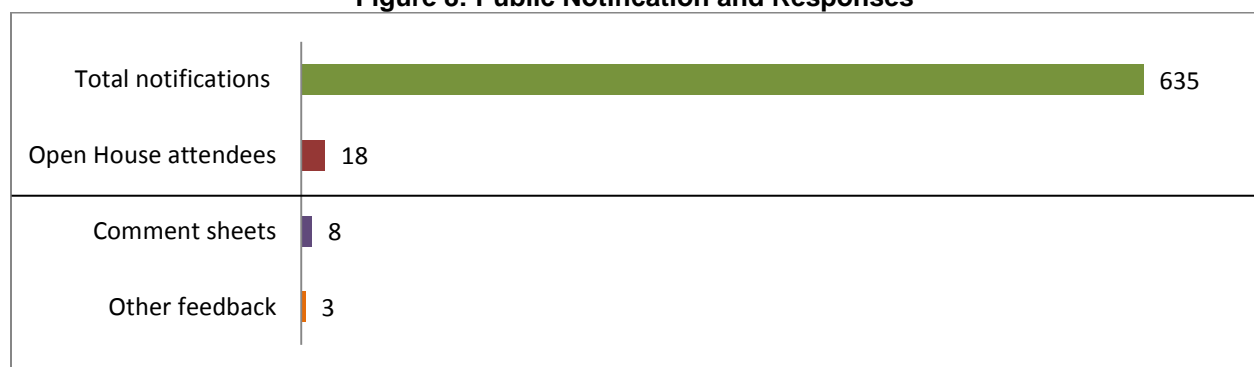 Figure Public Notification and Responses
Total notifications 635
Open House attendees 18
Comment sheets 8
Other feedback 3